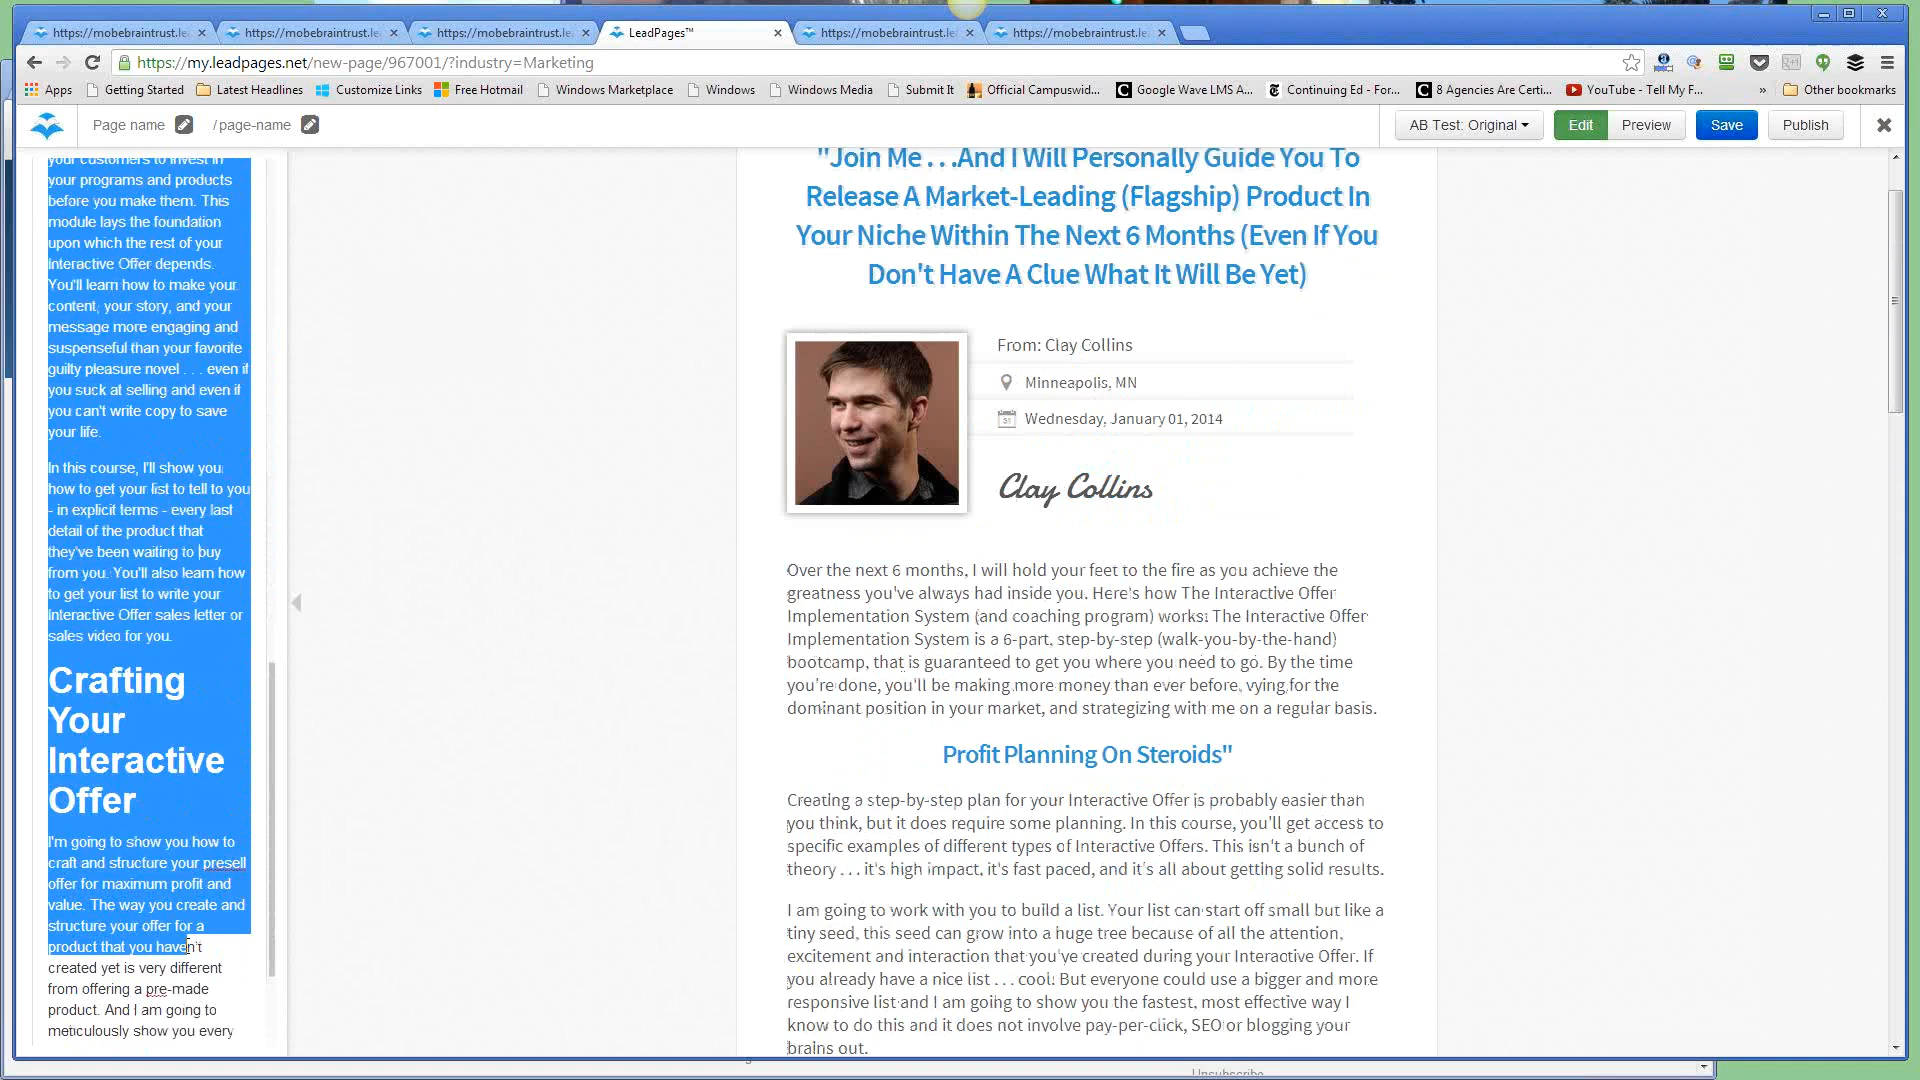 https://mobebraintrust.le
https://mobebraintrust.le
https://mobebraintrust.le
LeadPages™
https://mobebraintrust.le
https://mobebraintrust.le
https://my.leadpages.net/new-page/967001/?industry=Marketing
Apps
Getting Started
Latest Headlines
Customize Links
Free Hotmail
Windows Marketplace
Windows
Windows Media
Submit It
Official Campuswid...
Google Wave LMS A...
Continuing Ed - For...
8 Agencies Are Certi...
YouTube - Tell My F...
»
Other bookmarks
Page name
/page-name
AB Test: Original
Edit
Preview
Save
Publish
your customers to invest in
your programs and products
before you make them. This
module lays the foundation
upon which the rest of your
Interactive Offer depends.
You'll learn how to make your
content, your story, and your
message more engaging and
suspenseful than your favorite
guilty pleasure novel . . . even if
you suck at selling and even if
you can't write copy to save
your life.
In this course, I'll show you
how to get your list to tell to you
- in explicit terms - every last
detail of the product that
they've been waiting to buy
from you. You'll also learn how
to get your list to write your
Interactive Offer sales letter or
sales video for you.
Crafting
Your
Interactive
Offer
I'm going to show you how to
craft and structure your presell
offer for maximum profit and
value. The way you create and
structure your offer for a
product that you haven't
created yet is very different
from offering a pre-made
product. And I am going to
meticulously show you every
"Join Me . . .And I Will Personally Guide You To
Release A Market-Leading (Flagship) Product In
Your Niche Within The Next 6 Months (Even If You
Don't Have A Clue What It Will Be Yet)
From: Clay Collins
Minneapolis, MN
31
Wednesday, January 01, 2014
Clay Collins
Over the next 6 months, I will hold your feet to the fire as you achieve the
greatness you've always had inside you. Here's how The Interactive Offer
Implementation System (and coaching program) works: The Interactive Offer
Implementation System is a 6-part, step-by-step (walk-you-by-the-hand)
bootcamp, that is guaranteed to get you where you need to go. By the time
you're done, you'll be making more money than ever before, vying for the
dominant position in your market, and strategizing with me on a regular basis.
Profit Planning On Steroids"
Creating a step-by-step plan for your Interactive Offer is probably easier than
you think, but it does require some planning. In this course, you'll get access to
specific examples of different types of Interactive Offers. This isn't a bunch of
theory . . . it's high impact, it's fast paced, and it's all about getting solid results.
I am going to work with you to build a list. Your list can start off small but like a
tiny seed, this seed can grow into a huge tree because of all the attention,
excitement and interaction that you've created during your Interactive Offer. If
you already have a nice list . . . cool! But everyone could use a bigger and more
responsive list and I am going to show you the fastest, most effective way I
know to do this and it does not involve pay-per-click, SEO or blogging your
brains out.
Unsubscribe